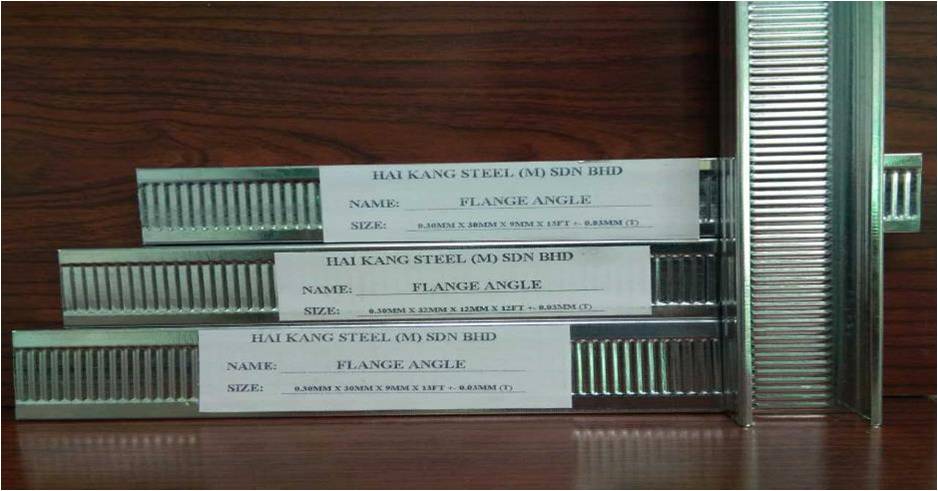 HAI KANG STEEL (M) SDN BHD
NAME: FLANGE ANGLE
SIZE: 0.30MM X 30MM X 9MM X 13FT +- 0.03MM (T)
HAI KANG STEEL (M) SDN BHD
NAME: FLANGE ANGLE
SIZE: 0.30MM X 32MM X 12MM X 12FT +- 0.03MM (T)
HAI KANG STEEL (M) SDN BHD
NAME: FLANGE ANGLE
SIZE: 0.30MM X 30MM X 9MM X 13FT +- 0.03MM (T)